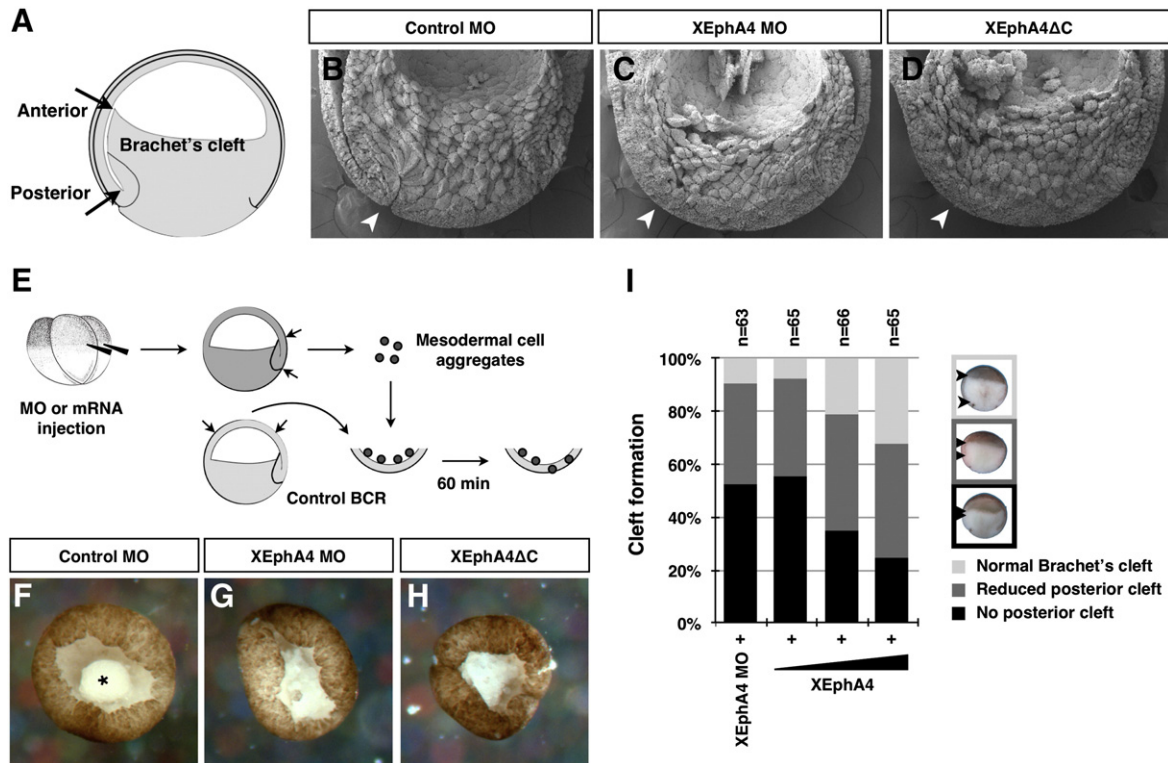 A
Anterior
Brachet's cleft
Posterior
Control MO
XEphA4 MO
XEphA4ΔC
B
C
D
E
MO or mRNA
injection
Mesodermal cell
aggregates
Control BCR
60 min
Control MO
XEphA4 MO
XEphA4ΔC
F
*
G
H
I
n=63
n=65
n=66
n=65
Cleft formation
100%
80%
60%
40%
20%
0%
+ + + +
XEphA4 MO
XEphA4
Normal Brachet's cleft
Reduced posterior cleft
No posterior cleft